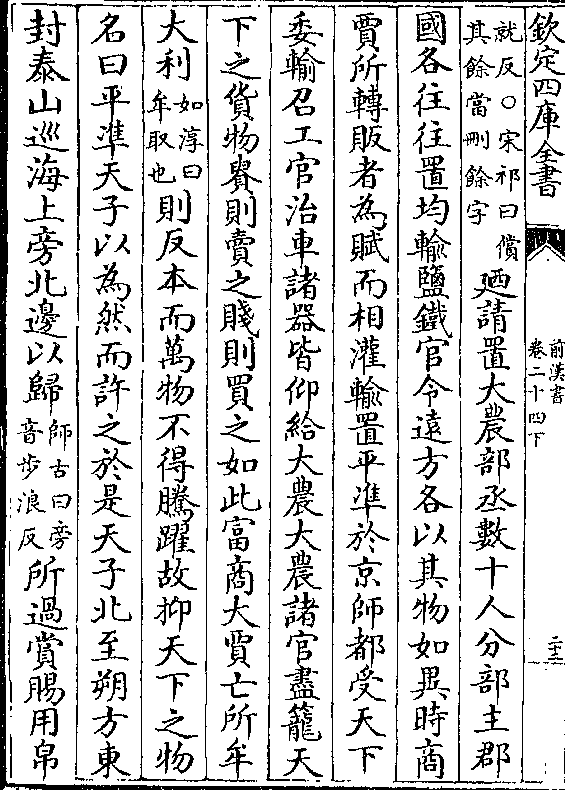 欽定四庫全書
前漢書
卷二十四下
二十三
就反○宋祁曰償
其餘當刪餘字
廼請置大農部丞數十人分部主郡
國各往往置均輸鹽鐵官令逺方各以其物如異時商
賈所轉販者為賦而相灌輸置平準於京師都受天下
委輸召工官治車諸器皆仰給大農大農諸官盡籠天
下之貨物貴則賣之賤則買之如此富商大賈亡所牟
大利
如淳曰
牟取也
則反本而萬物不得騰躍故抑天下之物
名曰平準天子以為然而許之於是天子北至朔方東
封泰山巡海上旁北邊以歸
師古曰旁
音步浪反
所過賞賜用帛